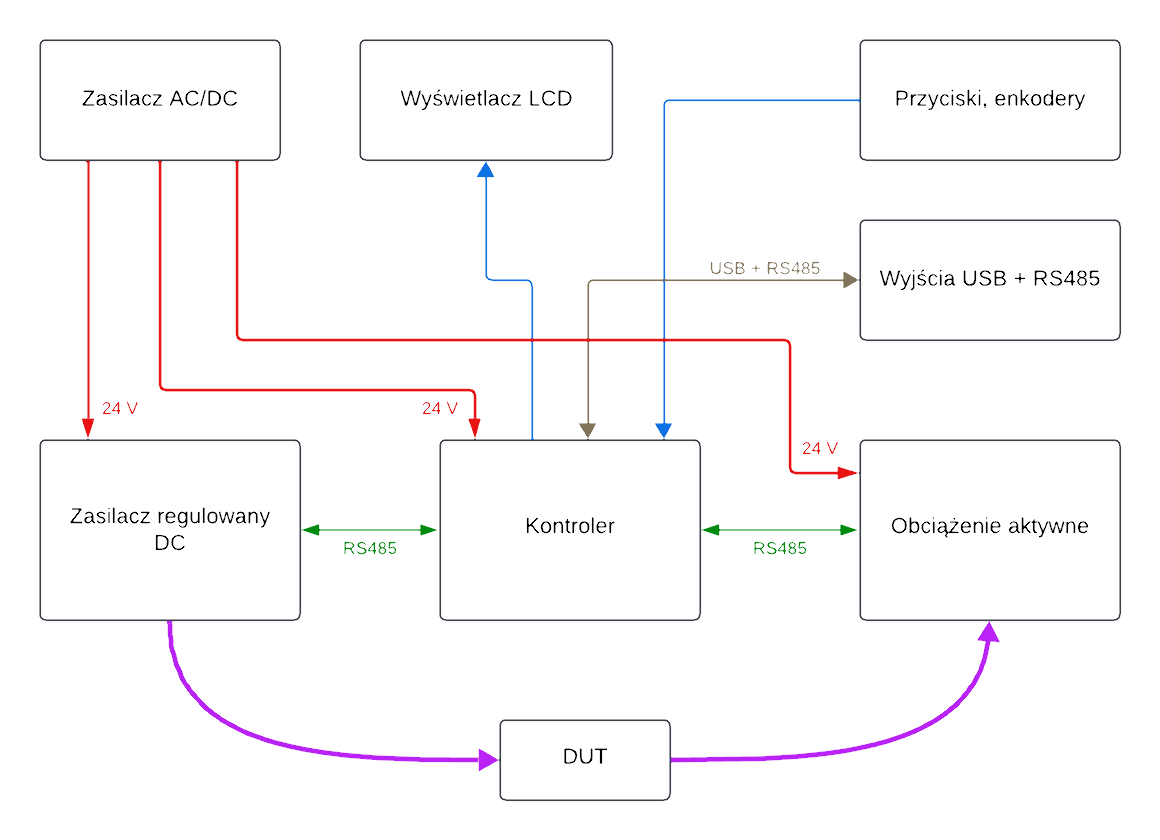 Zasilacz AC/DC
Wyświetlacz LCD
Przyciski, enkodery
USB + RS485
Wyjścia USB + RS485
24 V
24 V
24 V
Zasilacz regulowany
DC
RS485
Kontroler
RS485
Obciążenie aktywne
DUT